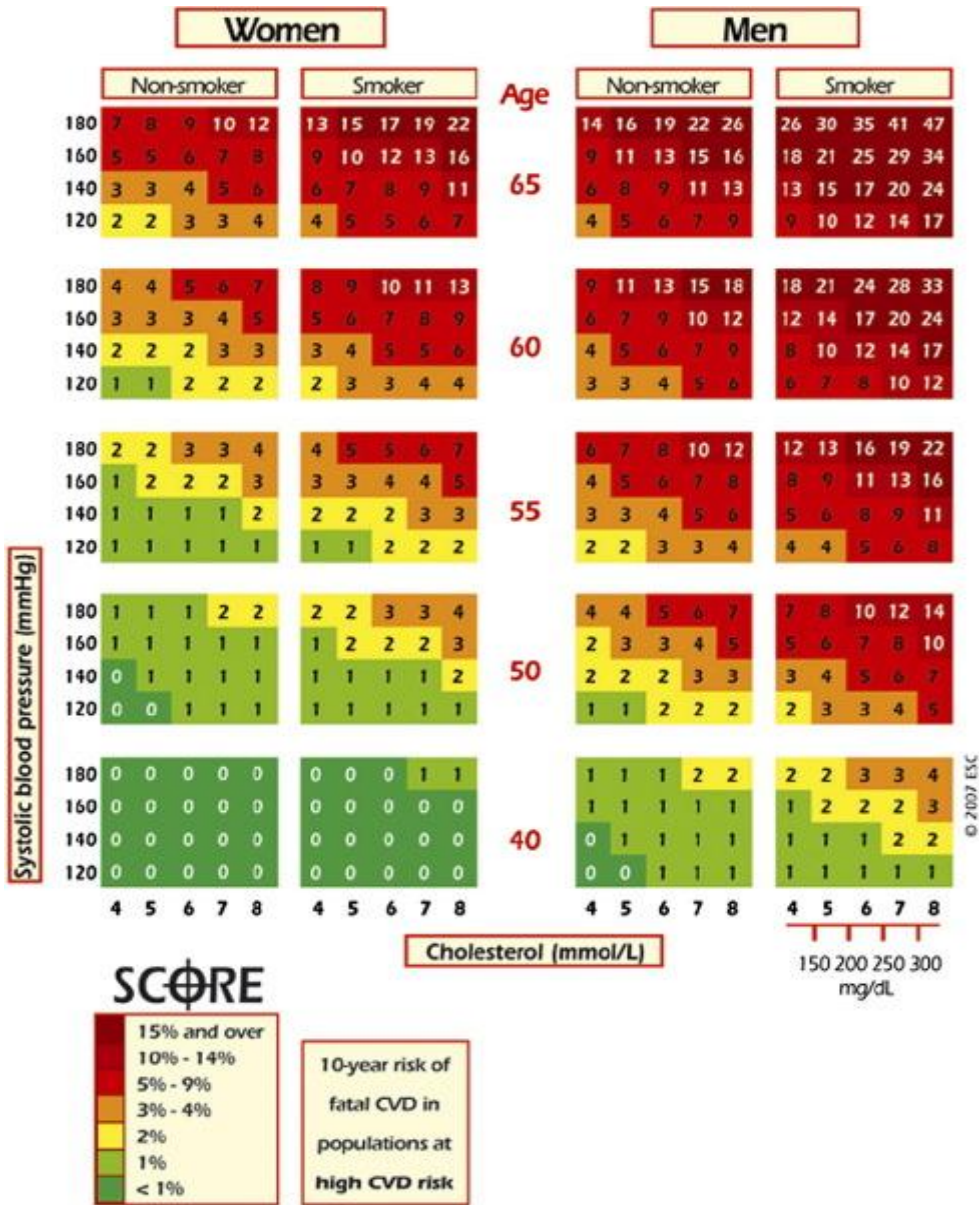 Women Men
Non-smoker Smoker Age Non-smoker Smoker
180 7 8 9 10 12 13 15 17 19 22 14 16 19 22 26 26 30 35 41 47
160 5 5 6 7 8 9 10 12 13 16 9 11 13 15 16 18 21 25 29 34
140 3 3 4 5 6 6 7 8 9 11 65 6 8 9 11 13 13 15 17 20 24
120 2 2 3 3 4 4 5 5 6 7 4 5 6 7 9 9 10 12 14 17
180 4 4 5 6 7 8 9 10 11 13 9 11 13 15 18 18 21 24 28 33
160 3 3 3 4 5 5 6 7 8 9 6 7 9 10 12 12 14 17 20 24
140 2 2 2 3 3 3 4 5 5 6 60 4 5 6 7 9 8 10 12 14 17
120 1 1 2 2 2 2 3 3 4 4 3 3 4 5 6 6 7 8 10 12
180 2 2 3 3 4 4 5 5 6 7 6 7 8 10 12 12 13 16 19 22
160 1 2 2 2 3 3 3 4 4 5 4 5 6 7 8 8 9 11 13 16
140 1 1 1 1 2 2 2 2 3 3 55 3 3 4 5 6 5 6 8 9 11
120 1 1 1 1 1 1 1 2 2 2 2 2 3 3 4 4 4 5 6 8
180 1 1 1 2 2 2 2 3 3 4 4 4 5 6 7 7 8 10 12 14
160 1 1 1 1 1 1 2 2 2 3 2 3 3 4 5 5 6 7 8 10
140 0 1 1 1 1 1 1 1 1 2 50 2 2 2 3 3 3 4 5 6 7
120 0 0 1 1 1 1 1 1 1 1 1 1 2 2 2 2 3 3 4 5
180 0 0 0 0 0 0 0 0 1 1 1 1 1 2 2 2 2 3 3 4
160 0 0 0 0 0 0 0 0 0 0 1 1 1 1 1 1 2 2 2 3
140 0 0 0 0 0 0 0 0 0 0 40 0 1 1 1 1 1 1 1 2 2
120 0 0 0 0 0 0 0 0 0 0 0 0 1 1 1 1 1 1 1 1
4 5 6 7 8 4 5 6 7 8 4 5 6 7 8 4 5 6 7 8
Systolic blood pressure (mmHg)
© 2007 ESC
Cholesterol (mmol/L)
150 200 250 300
mg/dL
SCORE
15% and over
10% - 14%
5% - 9%
3% - 4%
2%
1%
< 1%
10-year risk of
fatal CVD in
populations at
high CVD risk